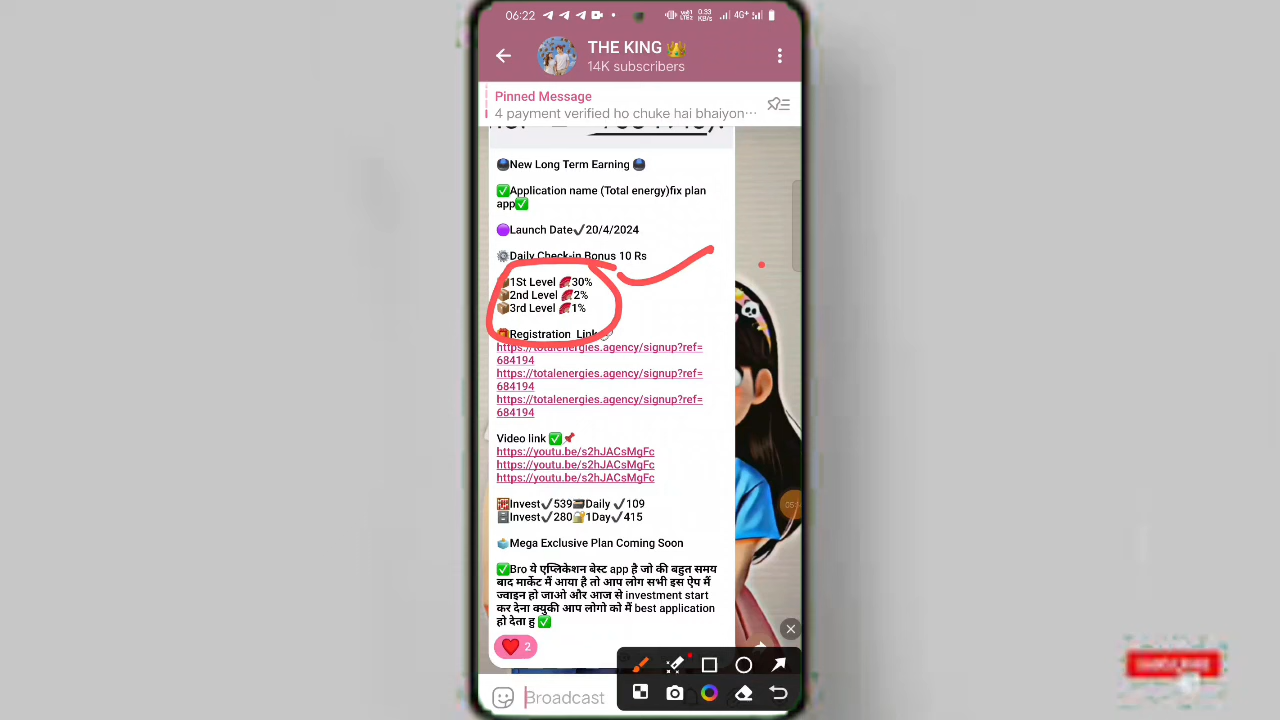 06:22
0.33
KB/s
4G+
THE KING 👑
14K subscribers
Pinned Message
4 payment verified ho chuke hai bhaiyon…
New Long Term Earning
✅Application name (Total energy)fix plan
app✅
🟣Launch Date✔20/4/2024
⚙Daily Check-in Bonus 10 Rs
📦1St Level 30%
📦2nd Level 2%
📦3rd Level 1%
🎁Registration Link
https://totalenergies.agency/signup?ref=
684194
https://totalenergies.agency/signup?ref=
684194
https://totalenergies.agency/signup?ref=
684194
Video link ✅📌
https://youtu.be/s2hJACsMgFc
https://youtu.be/s2hJACsMgFc
https://youtu.be/s2hJACsMgFc
Invest✔539 Daily ✔109
Invest✔280🔐1Day✔415
🗳Mega Exclusive Plan Coming Soon
✅Bro ये एप्लिकेशन बेस्ट app है जो की बहुत समय
बाद मार्केट मैं आया है तो आप लोग सभी इस ऐप मैं
ज्वाइन हो जाओ और आज से investment start
कर देना क्युकी आप लोगो को मैं best application
हो देता हु ✅
❤ 2
Broadcast